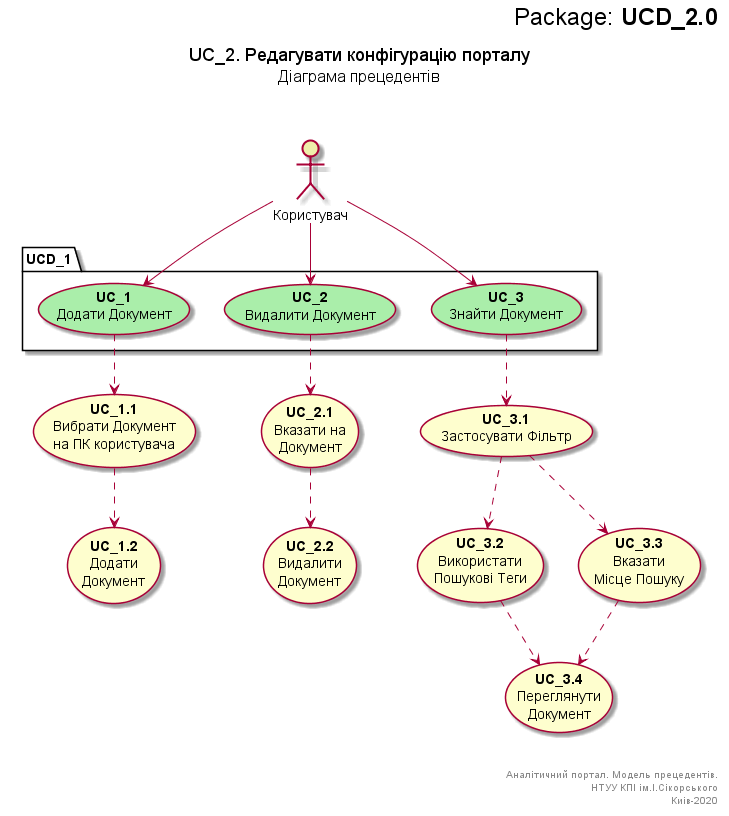 Package: UCD_2.0
UC_2. Редагувати конфігурацію порталу
Діаграма прецедентів
Користувач
UCD_1
UC_1
Додати Документ
UC_2
Видалити Документ
UC_3
Знайти Документ
UC_1.1
Вибрати Документ
на ПК користувача
UC_2.1
Вказати на
Документ
UC_3.1
Застосувати Фільтр
UC_1.2
Додати
Документ
UC_2.2
Видалити
Документ
UC_3.2
Використати
Пошукові Теги
UC_3.3
Вказати
Місце Пошуку
UC_3.4
Переглянути
Документ
Аналітичний портал. Модель прецедентів.
НТУУ КПІ ім.І.Сікорського
Київ-2020